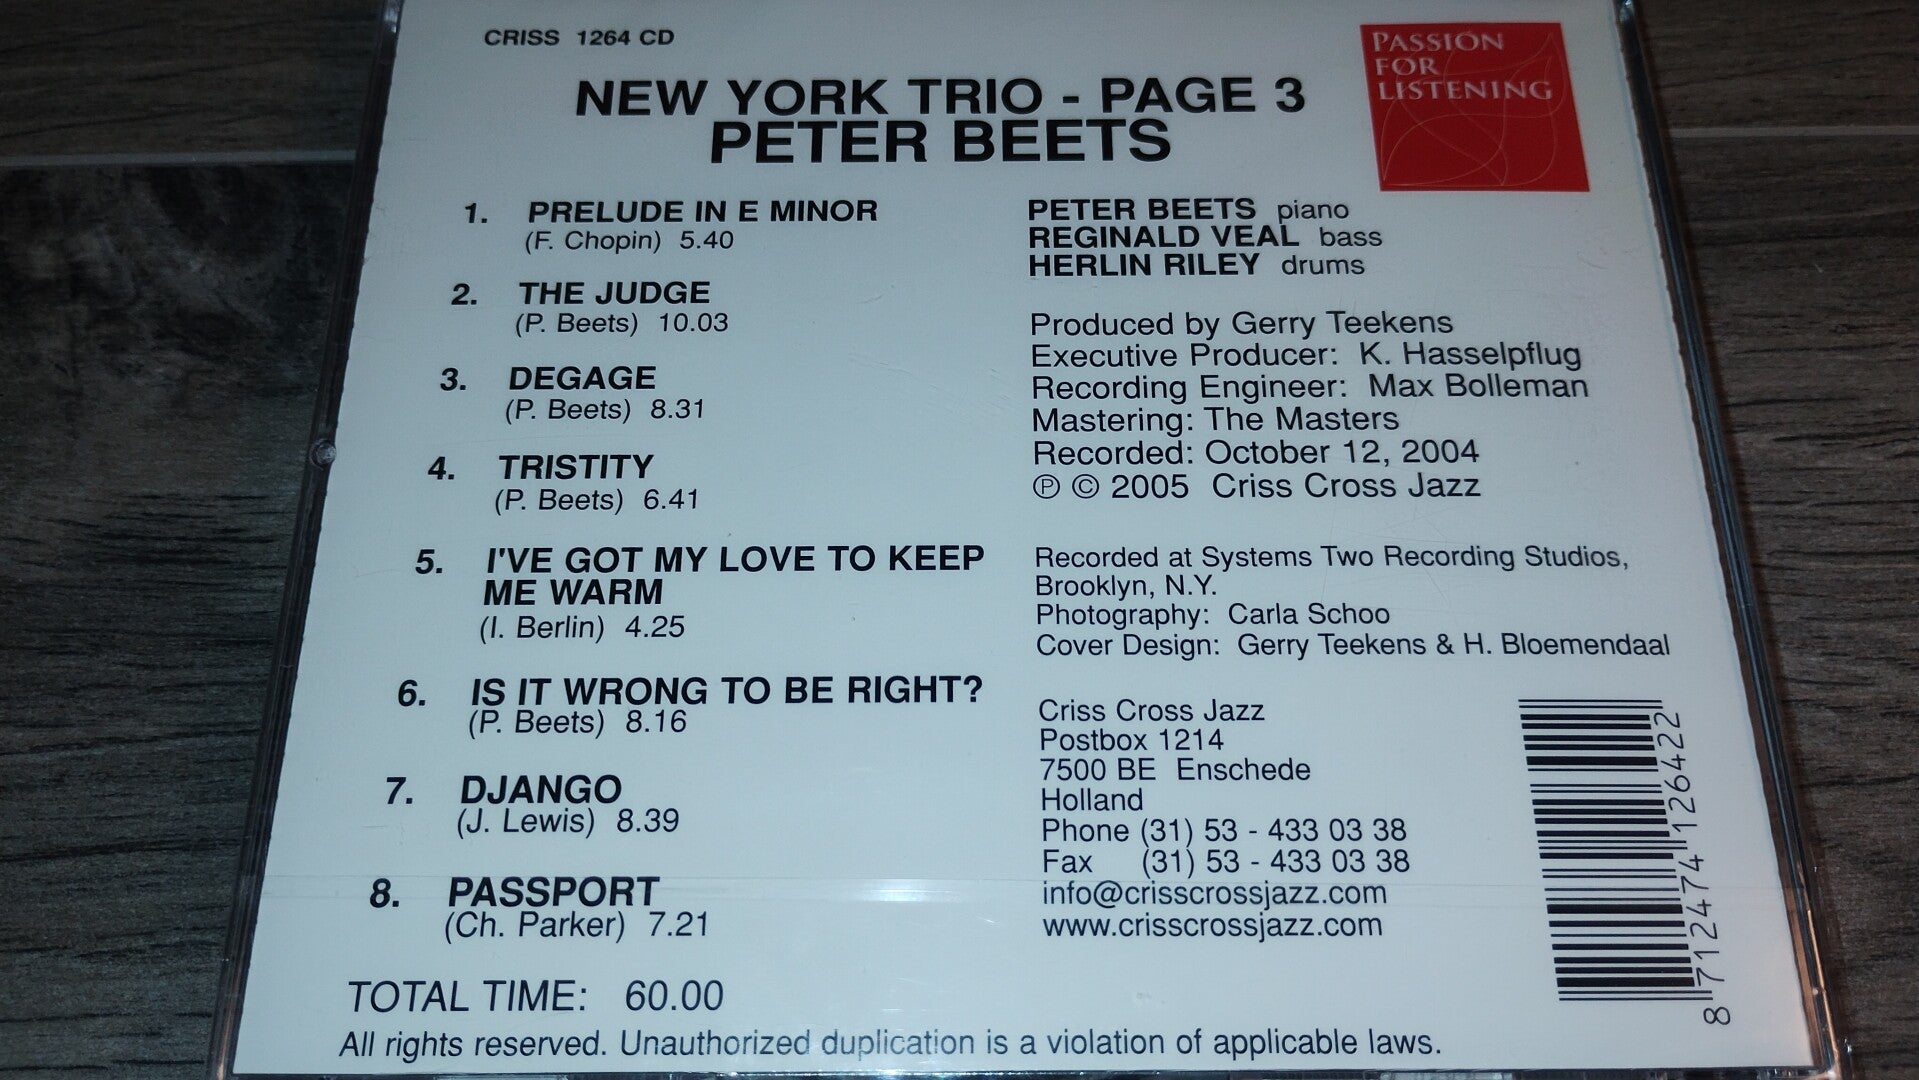 CRISS 1264 CD
PASSION
FOR
LISTENING
NEW YORK TRIO - PAGE 3
PETER BEETS
1. PRELUDE IN E MINOR
(F. Chopin) 5.40
2. THE JUDGE
(P. Beets) 10.03
3. DEGAGE
(P. Beets) 8.31
4. TRISTITY
(P. Beets) 6.41
5. I'VE GOT MY LOVE TO KEEP
ME WARM
(I. Berlin) 4.25
6. IS IT WRONG TO BE RIGHT?
(P. Beets) 8.16
7. DJANGO
(J. Lewis) 8.39
8. PASSPORT
(Ch. Parker) 7.21
TOTAL TIME: 60.00
PETER BEETS piano
REGINALD VEAL bass
HERLIN RILEY drums
Produced by Gerry Teekens
Executive Producer: K. Hasselpflug
Recording Engineer: Max Bolleman
Mastering: The Masters
Recorded: October 12, 2004
℗ © 2005 Criss Cross Jazz
Recorded at Systems Two Recording Studios,
Brooklyn, N.Y.
Photography: Carla Schoo
Cover Design: Gerry Teekens & H. Bloemendaal
Criss Cross Jazz
Postbox 1214
7500 BE Enschede
Holland
Phone (31) 53 - 433 03 38
Fax (31) 53 - 433 03 38
info@crisscrossjazz.com
www.crisscrossjazz.com
8 712474 126422
All rights reserved. Unauthorized duplication is a violation of applicable laws.